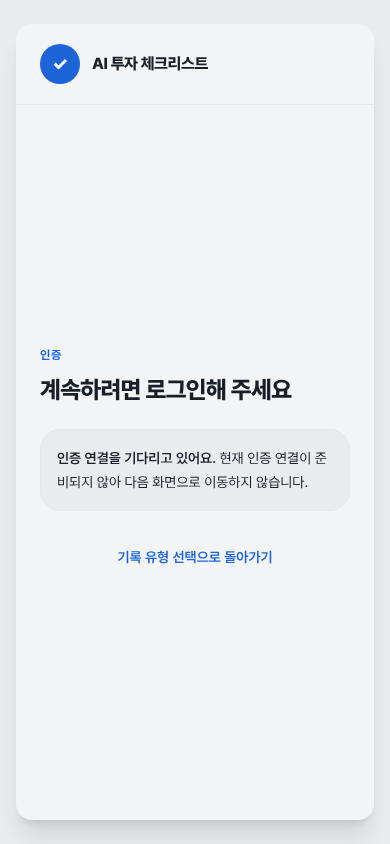 AI 투자 체크리스트
인증
계속하려면 로그인해 주세요
인증 연결을 기다리고 있어요. 현재 인증 연결이 준
비되지 않아 다음 화면으로 이동하지 않습니다.
기록 유형 선택으로 돌아가기